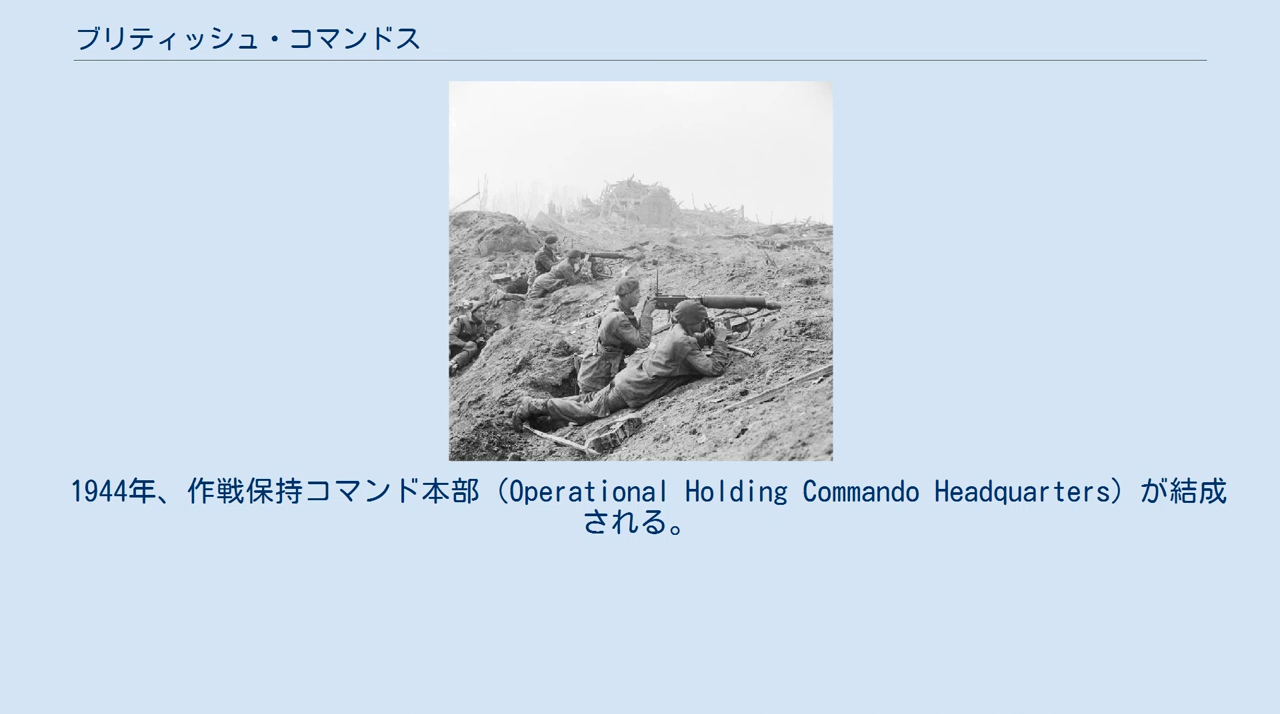 ブリティッシュ・コマンドス
1944年、作戦保持コマンド本部（Operational Holding Commando Headquarters）が結成
される。